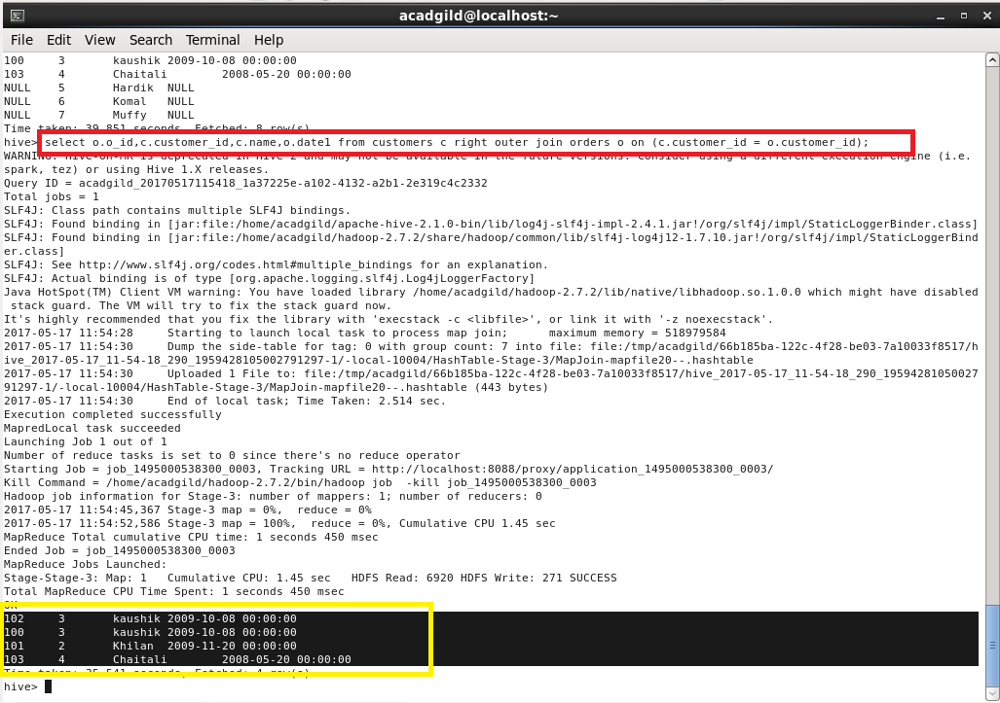 acadgild@localhost:~
File Edit View Search Terminal Help
100 3 kaushik 2009-10-08 00:00:00
103 4 Chaitali 2008-05-20 00:00:00
NULL 5 Hardik NULL
NULL 6 Komal NULL
NULL 7 Muffy NULL
Time taken: 39.851 seconds, Fetched: 8 row(s)
hive> select o.o_id,c.customer_id,c.name,o.date1 from customers c right outer join orders o on (c.customer_id = o.customer_id);
WARNING: Hive-on-MR is deprecated in Hive 2 and may not be available in the future versions. Consider using a different execution engine (i.e.
spark, tez) or using Hive 1.X releases.
Query ID = acadgild_20170517115418_1a37225e-a102-4132-a2b1-2e319c4c2332
Total jobs = 1
SLF4J: Class path contains multiple SLF4J bindings.
SLF4J: Found binding in [jar:file:/home/acadgild/apache-hive-2.1.0-bin/lib/log4j-slf4j-impl-2.4.1.jar!/org/slf4j/impl/StaticLoggerBinder.class]
SLF4J: Found binding in [jar:file:/home/acadgild/hadoop-2.7.2/share/hadoop/common/lib/slf4j-log4j12-1.7.10.jar!/org/slf4j/impl/StaticLoggerBind
er.class]
SLF4J: See http://www.slf4j.org/codes.html#multiple_bindings for an explanation.
SLF4J: Actual binding is of type [org.apache.logging.slf4j.Log4jLoggerFactory]
Java HotSpot(TM) Client VM warning: You have loaded library /home/acadgild/hadoop-2.7.2/lib/native/libhadoop.so.1.0.0 which might have disabled
 stack guard. The VM will try to fix the stack guard now.
It's highly recommended that you fix the library with 'execstack -c <libfile>', or link it with '-z noexecstack'.
2017-05-17 11:54:28 Starting to launch local task to process map join; maximum memory = 518979584
2017-05-17 11:54:30 Dump the side-table for tag: 0 with group count: 7 into file: file:/tmp/acadgild/66b185ba-122c-4f28-be03-7a10033f8517/h
ive_2017-05-17_11-54-18_290_1959428105002791297-1/-local-10004/HashTable-Stage-3/MapJoin-mapfile20--.hashtable
2017-05-17 11:54:30 Uploaded 1 File to: file:/tmp/acadgild/66b185ba-122c-4f28-be03-7a10033f8517/hive_2017-05-17_11-54-18_290_19594281050027
91297-1/-local-10004/HashTable-Stage-3/MapJoin-mapfile20--.hashtable (443 bytes)
2017-05-17 11:54:30 End of local task; Time Taken: 2.514 sec.
Execution completed successfully
MapredLocal task succeeded
Launching Job 1 out of 1
Number of reduce tasks is set to 0 since there's no reduce operator
Starting Job = job_1495000538300_0003, Tracking URL = http://localhost:8088/proxy/application_1495000538300_0003/
Kill Command = /home/acadgild/hadoop-2.7.2/bin/hadoop job  -kill job_1495000538300_0003
Hadoop job information for Stage-3: number of mappers: 1; number of reducers: 0
2017-05-17 11:54:45,367 Stage-3 map = 0%,  reduce = 0%
2017-05-17 11:54:52,586 Stage-3 map = 100%,  reduce = 0%, Cumulative CPU 1.45 sec
MapReduce Total cumulative CPU time: 1 seconds 450 msec
Ended Job = job_1495000538300_0003
MapReduce Jobs Launched:
Stage-Stage-3: Map: 1   Cumulative CPU: 1.45 sec   HDFS Read: 6920 HDFS Write: 271 SUCCESS
Total MapReduce CPU Time Spent: 1 seconds 450 msec
OK
102 3 kaushik 2009-10-08 00:00:00
100 3 kaushik 2009-10-08 00:00:00
101 2 Khilan 2009-11-20 00:00:00
103 4 Chaitali 2008-05-20 00:00:00
Time taken: 35.541 seconds, Fetched: 4 row(s)
hive>